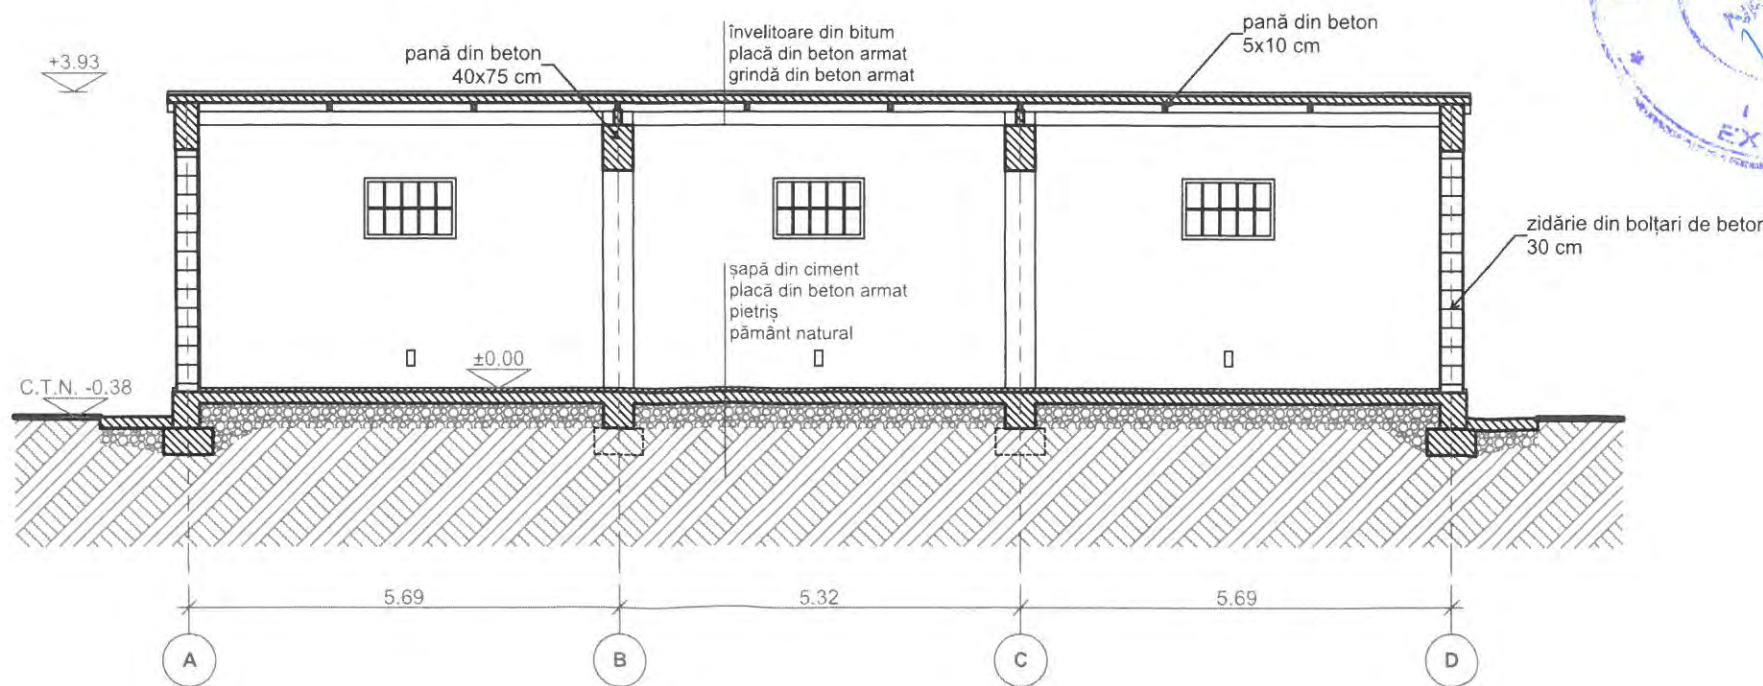 +3.93
pană din beton
40x75 cm
învelitoare din bitum
placă din beton armat
grindă din beton armat
pană din beton
5x10 cm
zidărie din bolțari de beton
30 cm
șapă din ciment
placă din beton armat
pietriș
pământ natural
±0.00
C.T.N. -0.38
5.69
5.32
5.69
A
B
C
D